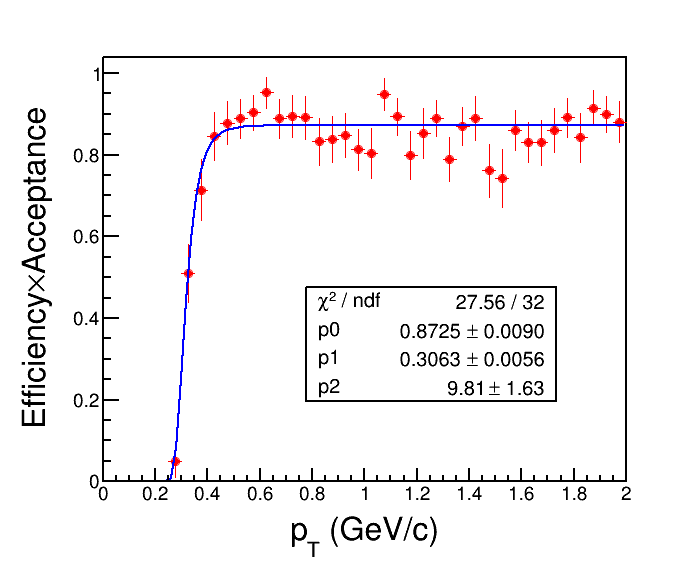 Efficiency×Acceptance
1
0.8
0.6
0.4
0.2
0
χ² / ndf 27.56 / 32
p0 0.8725 ± 0.0090
p1 0.3063 ± 0.0056
p2 9.81 ± 1.63
0 0.2 0.4 0.6 0.8 1 1.2 1.4 1.6 1.8 2
p_T (GeV/c)